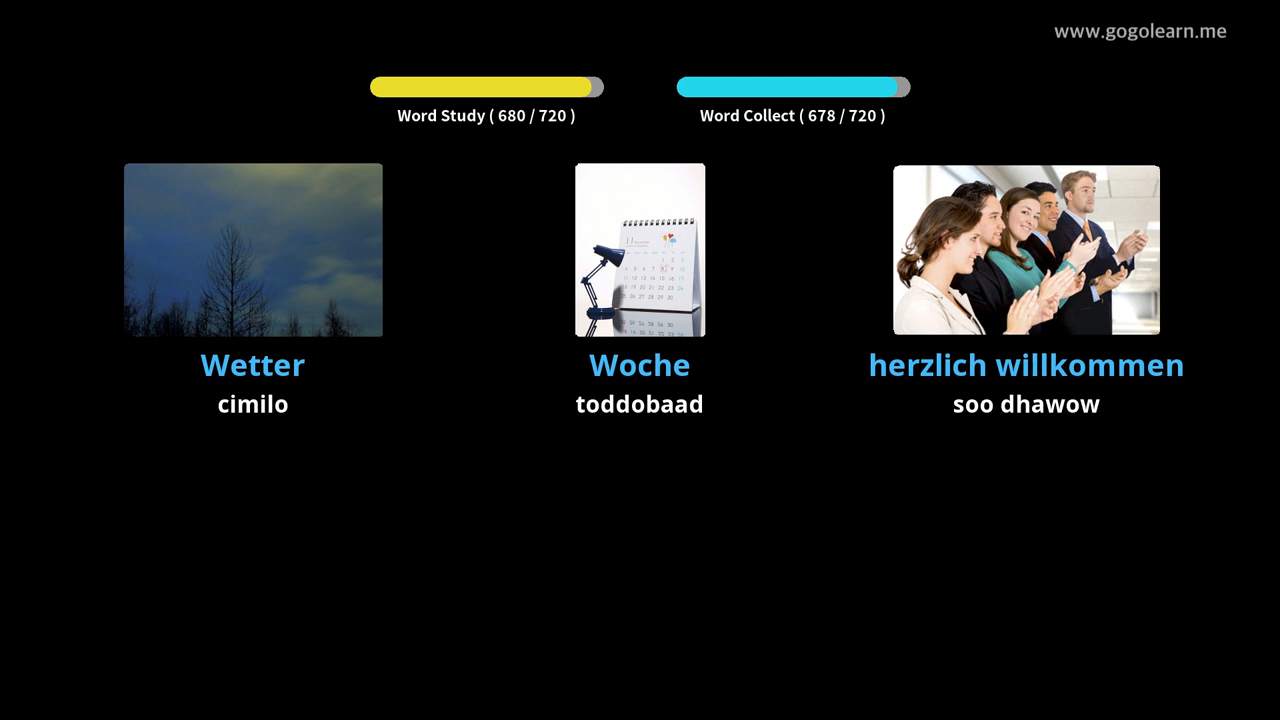 www.gogolearn.me
Word Study ( 680 / 720 )
Word Collect ( 678 / 720 )
Wetter
Woche
herzlich willkommen
cimilo
toddobaad
soo dhawow